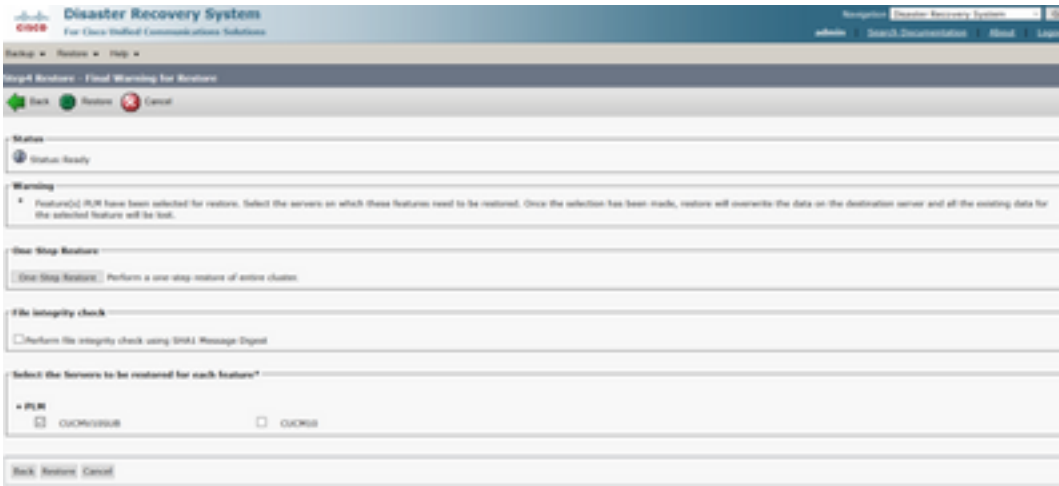 Disaster Recovery System
Navigation Disaster Recovery System
CISCO For Cisco Unified Communications Solutions
admin Search Documentation About
Backup Restore Help
Step4 Restore - Final Warning for Restore
Back Restore Cancel
Status
Status: Ready
Warning
Feature(s) PLM have been selected for restore. Select the servers on which these features need to be restored. Once the selection has been made, restore will overwrite the data on the destination server and all the existing data for
the selected feature will be lost.
One Step Restore
One Step Restore Perform a one step restore of entire cluster.
File integrity check
Perform file integrity check using SHA1 Message Digest
Select the Servers to be restored for each feature*
PLM
CUCMV10SUB CUCM10
Back Restore Cancel